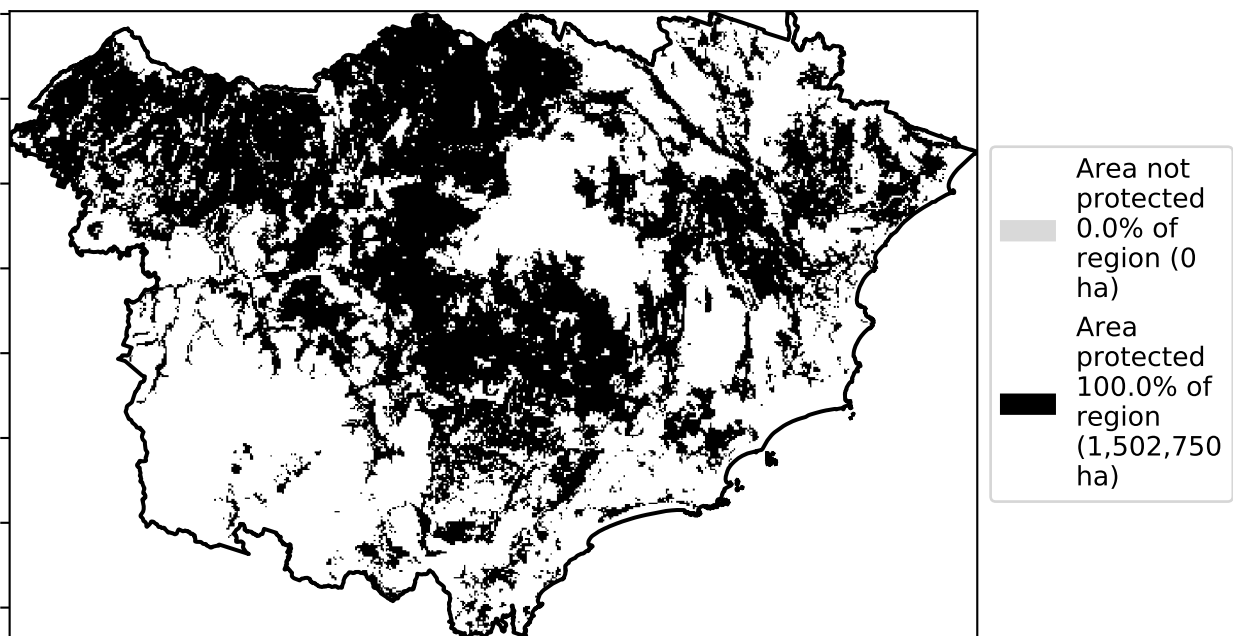 Area not
protected
0.0% of
region (0
ha)
Area
protected
100.0% of
region
(1,502,750
ha)